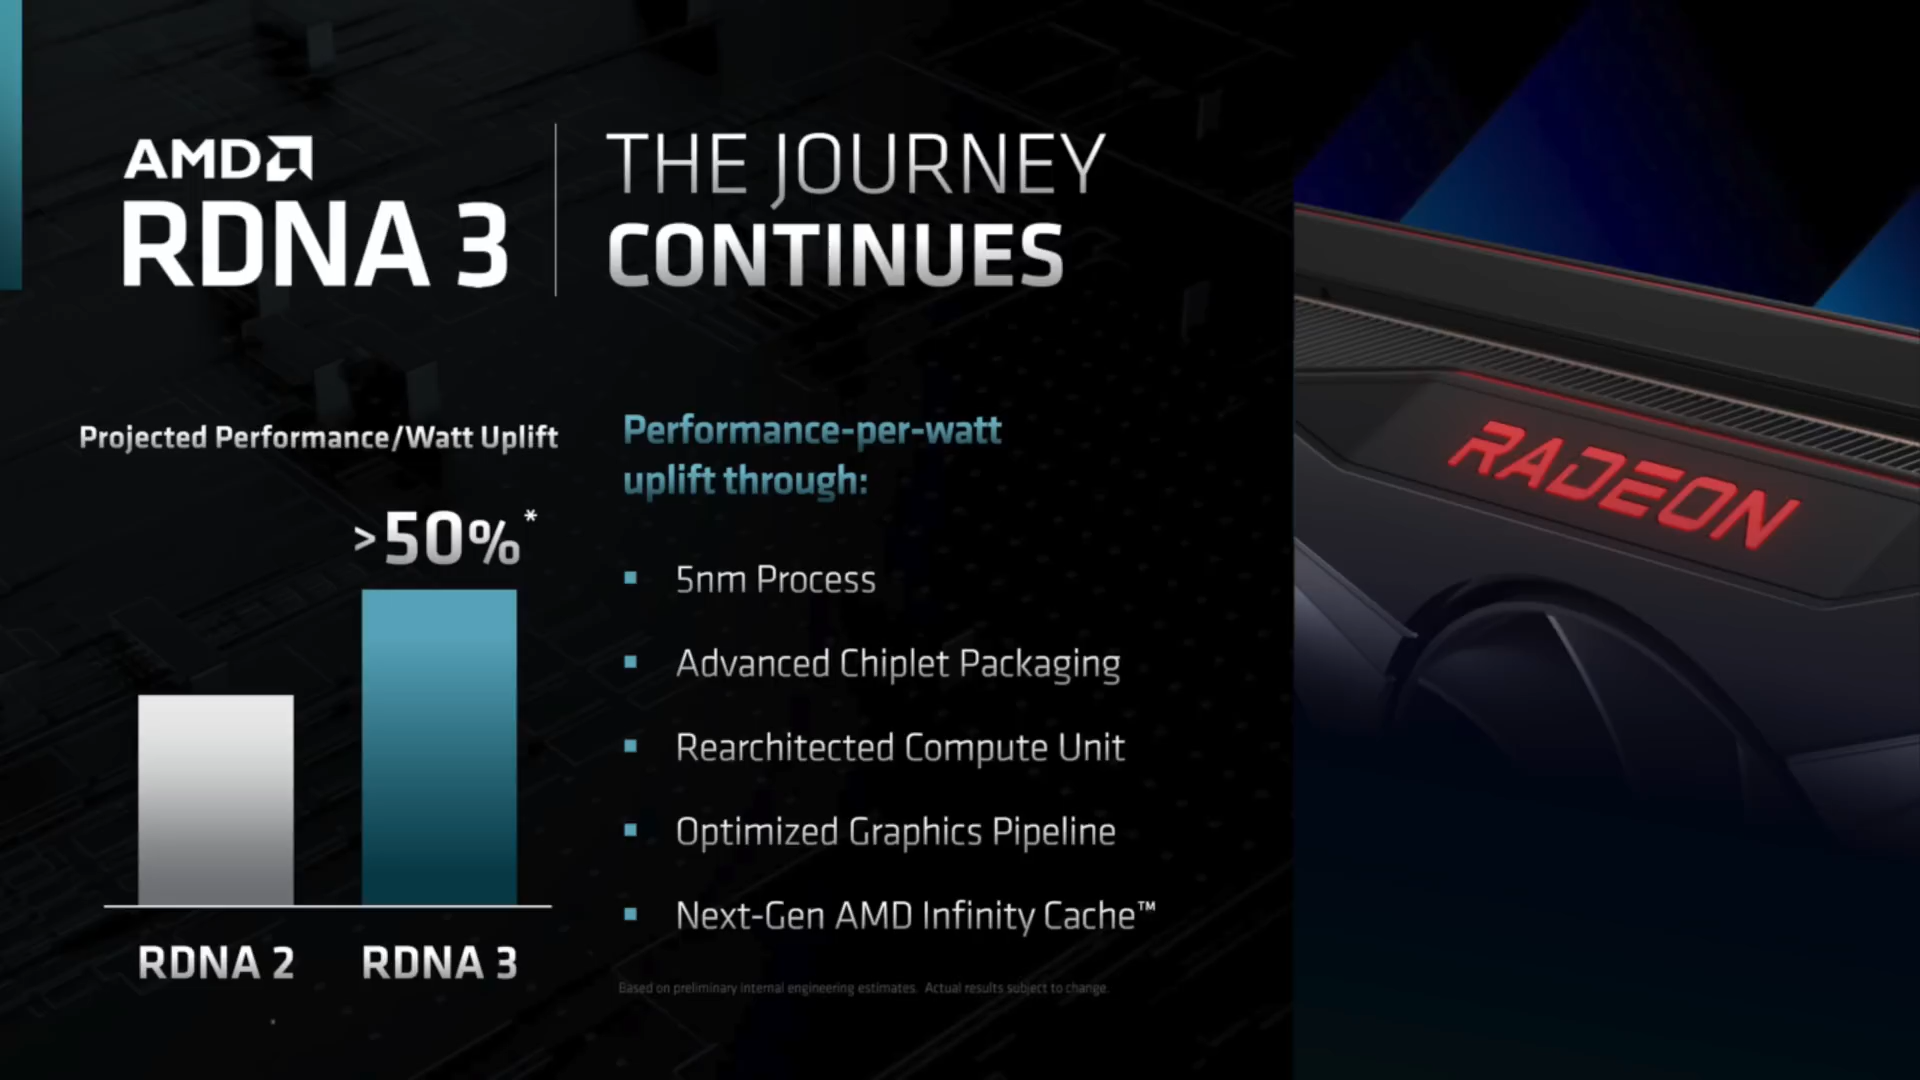 AMD
RDNA 3
THE JOURNEY
CONTINUES
Projected Performance/Watt Uplift
>50%*
RDNA 2
RDNA 3
Performance-per-watt
uplift through:
▪ 5nm Process
▪ Advanced Chiplet Packaging
▪ Rearchitected Compute Unit
▪ Optimized Graphics Pipeline
▪ Next-Gen AMD Infinity Cache™
Based on preliminary internal engineering estimates. Actual results subject to change.
RADEON